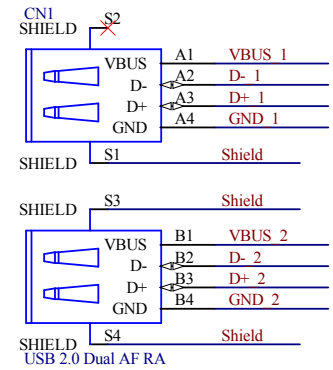 CN1
SHIELD S2
VBUS A1 VBUS_1
D- A2 D-_1
D+ A3 D+_1
GND A4 GND_1
SHIELD S1 Shield
SHIELD S3 Shield
VBUS B1 VBUS_2
D- B2 D-_2
D+ B3 D+_2
GND B4 GND_2
SHIELD S4 Shield
USB 2.0 Dual AF RA